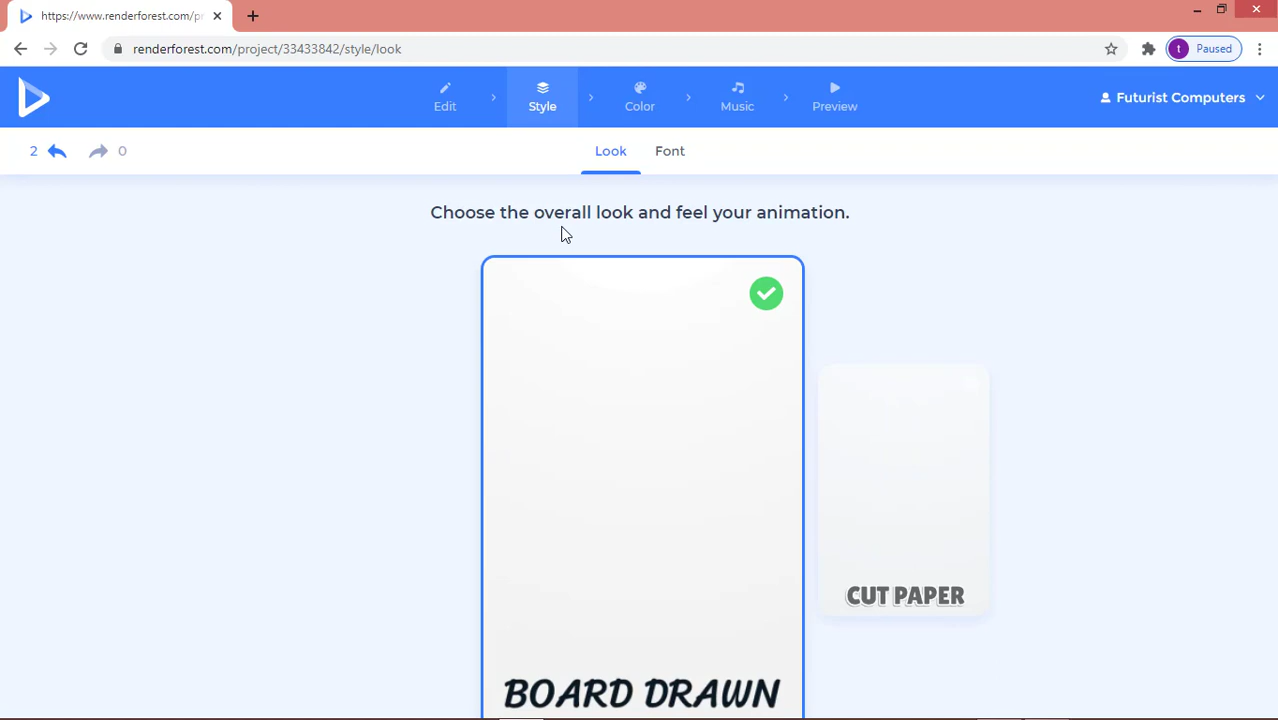 https://www.renderforest.com/pr
renderforest.com/project/33433842/style/look
t Paused
Edit Style Color Music Preview
Futurist Computers
2 0
Look Font
Choose the overall look and feel your animation.
CUT PAPER
BOARD DRAWN